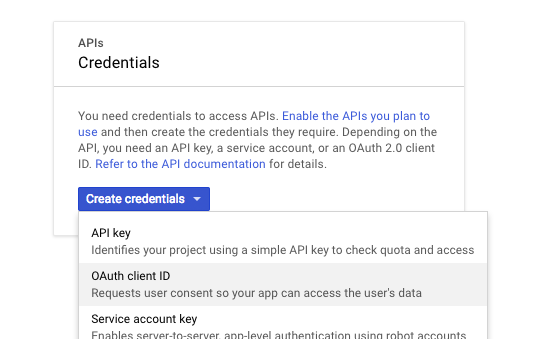 APIs
Credentials
You need credentials to access APIs. Enable the APIs you plan to
use and then create the credentials they require. Depending on the
API, you need an API key, a service account, or an OAuth 2.0 client
ID. Refer to the API documentation for details.
Create credentials
API key
Identifies your project using a simple API key to check quota and access
OAuth client ID
Requests user consent so your app can access the user's data
Service account key
Enables server-to-server, app-level authentication using robot accounts